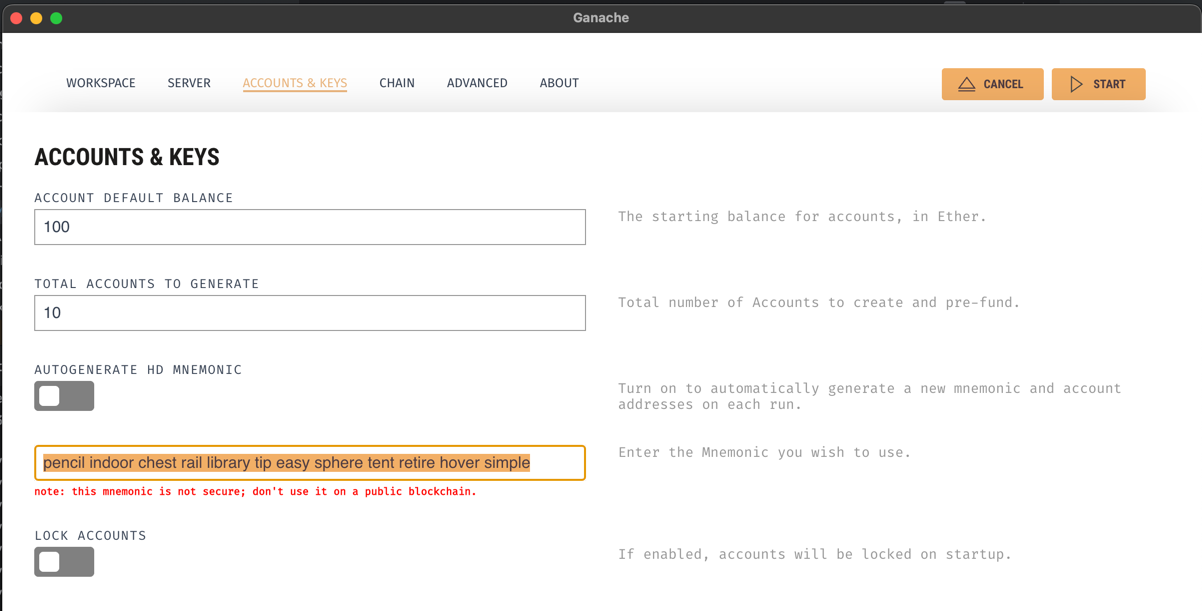 Ganache
WORKSPACE SERVER ACCOUNTS & KEYS CHAIN ADVANCED ABOUT CANCEL START
ACCOUNTS & KEYS
ACCOUNT DEFAULT BALANCE
100
The starting balance for accounts, in Ether.
TOTAL ACCOUNTS TO GENERATE
10
Total number of Accounts to create and pre-fund.
AUTOGENERATE HD MNEMONIC
Turn on to automatically generate a new mnemonic and account
addresses on each run.
pencil indoor chest rail library tip easy sphere tent retire hover simple
Enter the Mnemonic you wish to use.
note: this mnemonic is not secure; don't use it on a public blockchain.
LOCK ACCOUNTS
If enabled, accounts will be locked on startup.